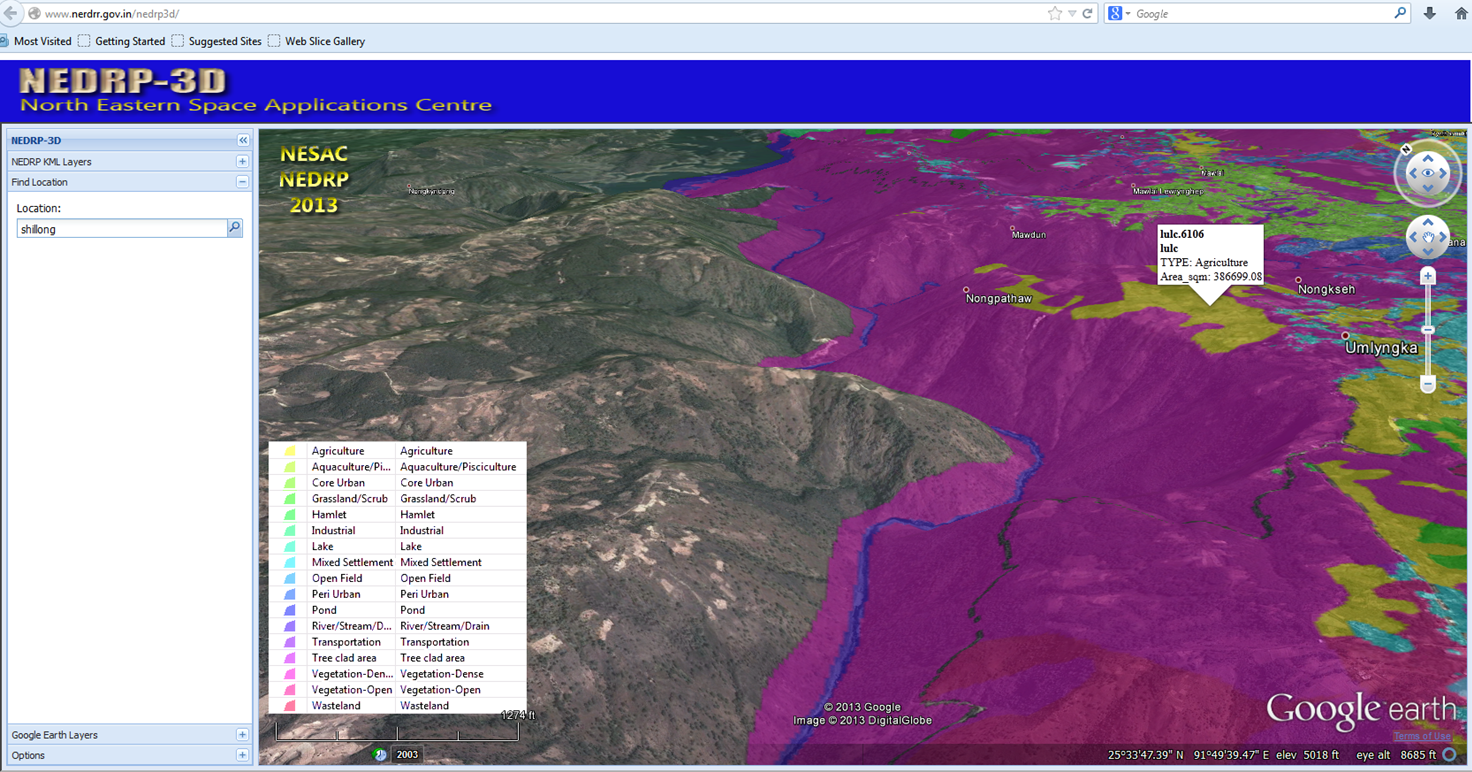 www.nerdrr.gov.in/nedrp3d/
Google
Most Visited Getting Started Suggested Sites Web Slice Gallery
NEDRP-3D
North Eastern Space Applications Centre
NEDRP-3D
NEDRP KML Layers
Find Location
Location:
shillong
NESAC
NEDRP
2013
N
Mawlai
Mawdun
Nongpathaw
lulc.6106
lulc
TYPE: Agriculture
Area_sqm: 386699.08
Nongkseh
Umlyngka
Agriculture Agriculture
Aquaculture/Pi... Aquaculture/Pisciculture
Core Urban Core Urban
Grassland/Scrub Grassland/Scrub
Hamlet Hamlet
Industrial Industrial
Lake Lake
Mixed Settlement Mixed Settlement
Open Field Open Field
Peri Urban Peri Urban
Pond Pond
River/Stream/D... River/Stream/Drain
Transportation Transportation
Tree clad area Tree clad area
Vegetation-Den... Vegetation-Dense
Vegetation-Open Vegetation-Open
Wasteland Wasteland
1274 ft
© 2013 Google
Image © 2013 DigitalGlobe
Google earth
Terms of Use
Google Earth Layers
Options
2003
25°33'47.39" N 91°49'39.47" E elev 5018 ft eye alt 8685 ft